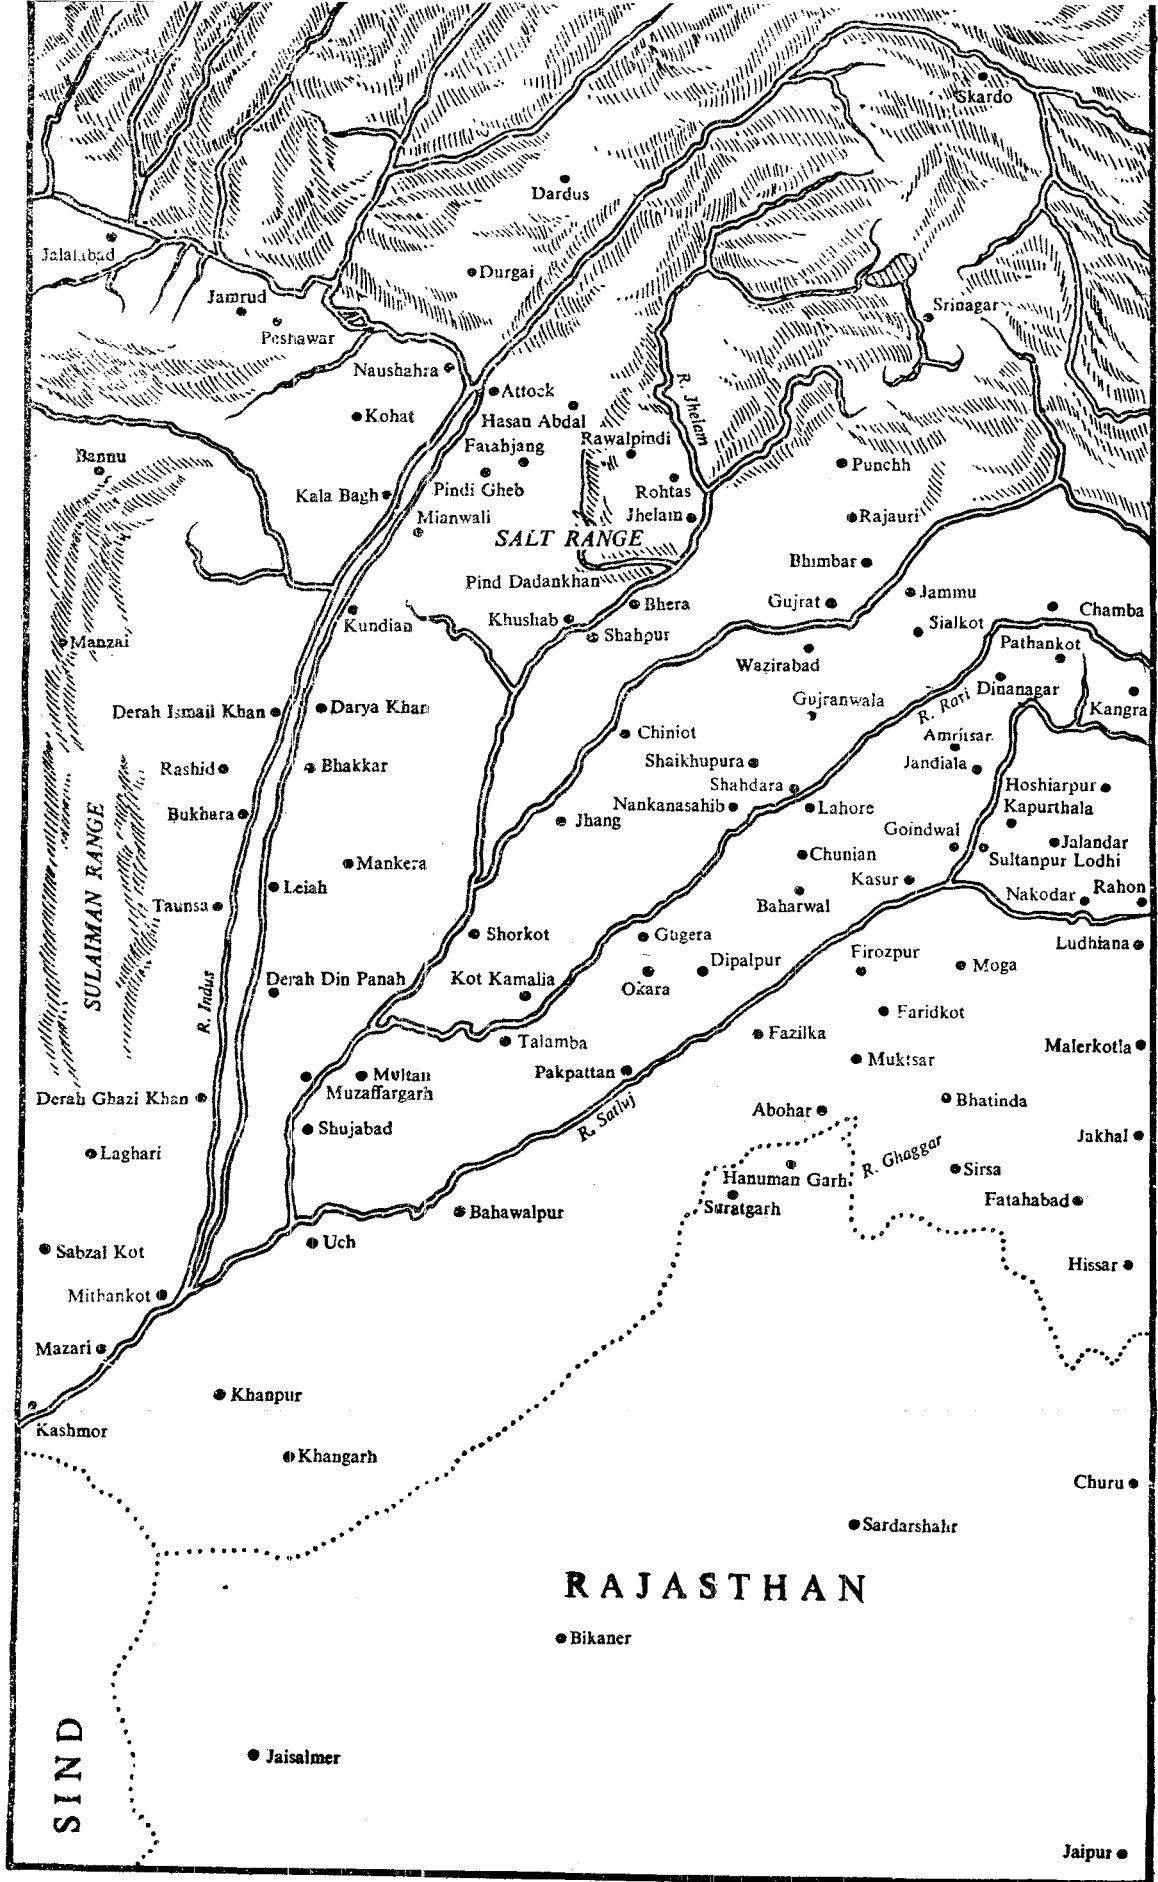 Skardo
Dardus
Jalalabad
Durgai
Jamrud
Srinagar
Peshawar
Naushahra
Attock
R. Jhelam
Kohat
Hasan Abdal
Rawalpindi
Fatahjang
Bannu
Punchh
Pindi Gheb
Rohtas
Kala Bagh
Mianwali
Jhelam
Rajauri
SALT RANGE
Bhimbar
Pind Dadankhan
Jammu
Bhera
Gujrat
Chamba
Khushab
Kundian
Sialkot
Shahpur
Manzai
Pathankot
Wazirabad
Dinanagar
Gujranwala
R. Ravi
Kangra
Derah Ismail Khan
Darya Khan
Chiniot
Amritsar
Shaikhupura
Jandiala
Rashid
Bhakkar
Shahdara
Hoshiarpur
Nankanasahib
Lahore
Kapurthala
Bukhara
Jhang
Goindwal
Jalandar
Chunian
Sultanpur Lodhi
Mankera
Kasur
Leiah
Nakodar
Rahon
SULAIMAN RANGE
Taunsa
Baharwal
Shorkot
Gugera
Ludhiana
Firozpur
Dipalpur
Moga
Derah Din Panah
Kot Kamalia
Okara
R. Indus
Faridkot
Fazilka
Talamba
Malerkotla
Muktsar
Pakpattan
Multan
Muzaffargarh
Derah Ghazi Khan
Bhatinda
Abohar
R. Satluj
Shujabad
Jakhal
Laghari
R. Ghaggar
Sirsa
Hanuman Garh
Fatahabad
Suratgarh
Bahawalpur
Uch
Sabzal Kot
Hissar
Mithankot
Mazari
Khanpur
Kashmor
Khangarh
Churu
Sardarshahr
RAJASTHAN
Bikaner
SIND
Jaisalmer
Jaipur